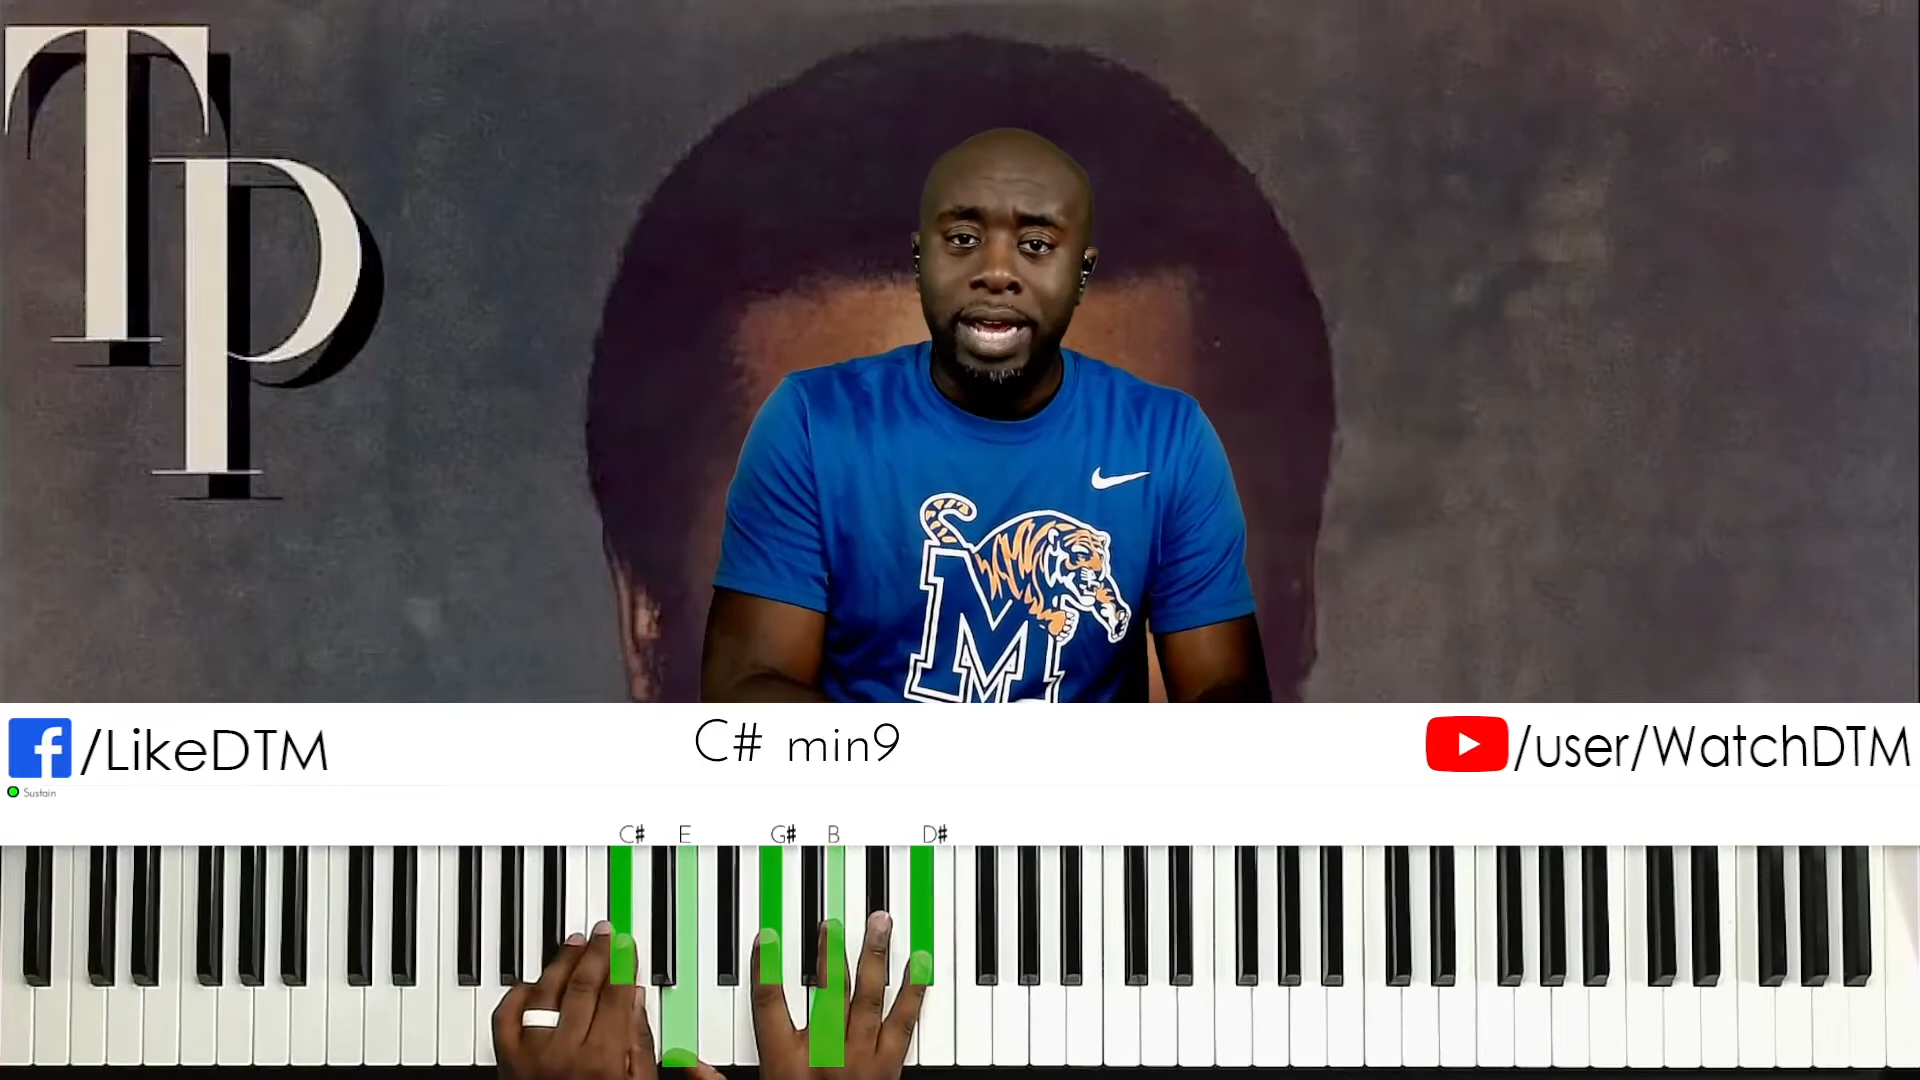 TP
M
/LikeDTM
C# min9
/user/WatchDTM
Sustain
C# E G# B D#